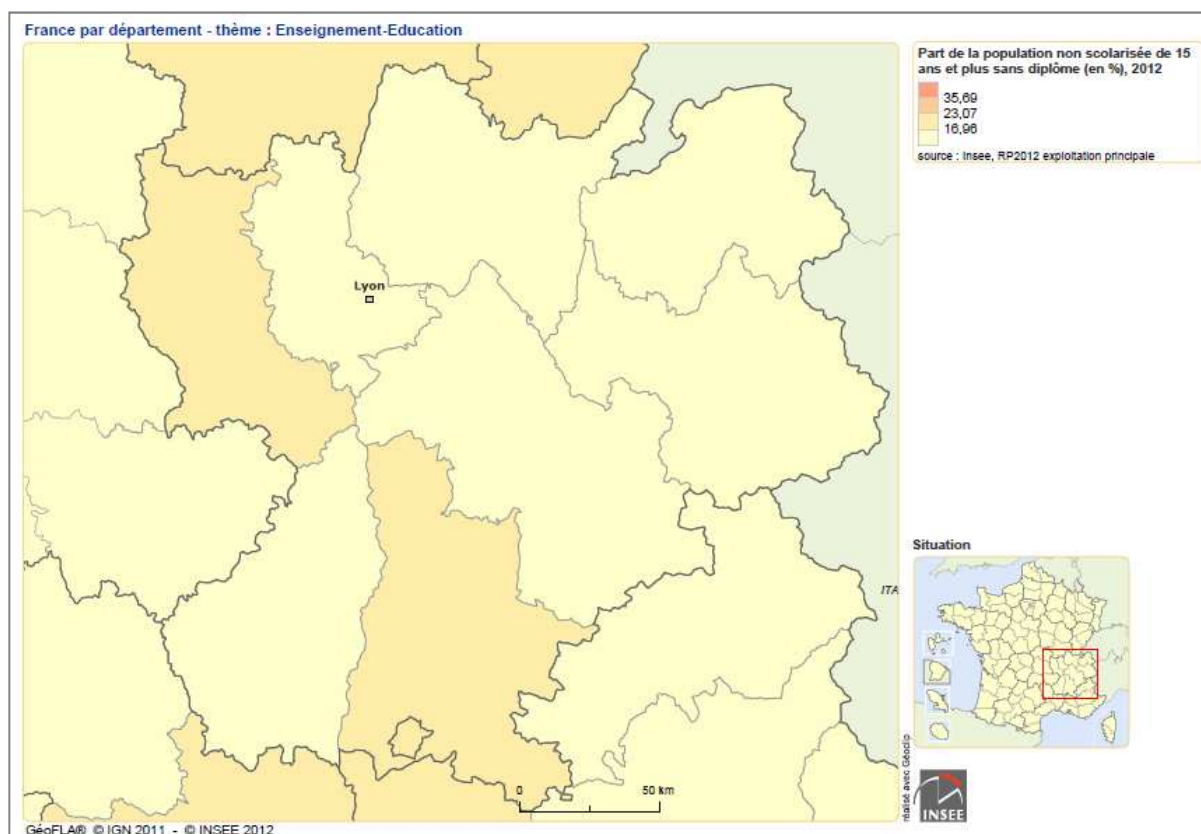 France par département - thème : Enseignement-Education
Part de la population non scolarisée de 15
ans et plus sans diplôme (en %), 2012
35,69
23,07
16,96
source : Insee, RP2012 exploitation principale
Lyon
Situation
ITA
0 50 km
réalisé avec Géoclip
INSEE
GéoFLA® © IGN 2011 - © INSEE 2012